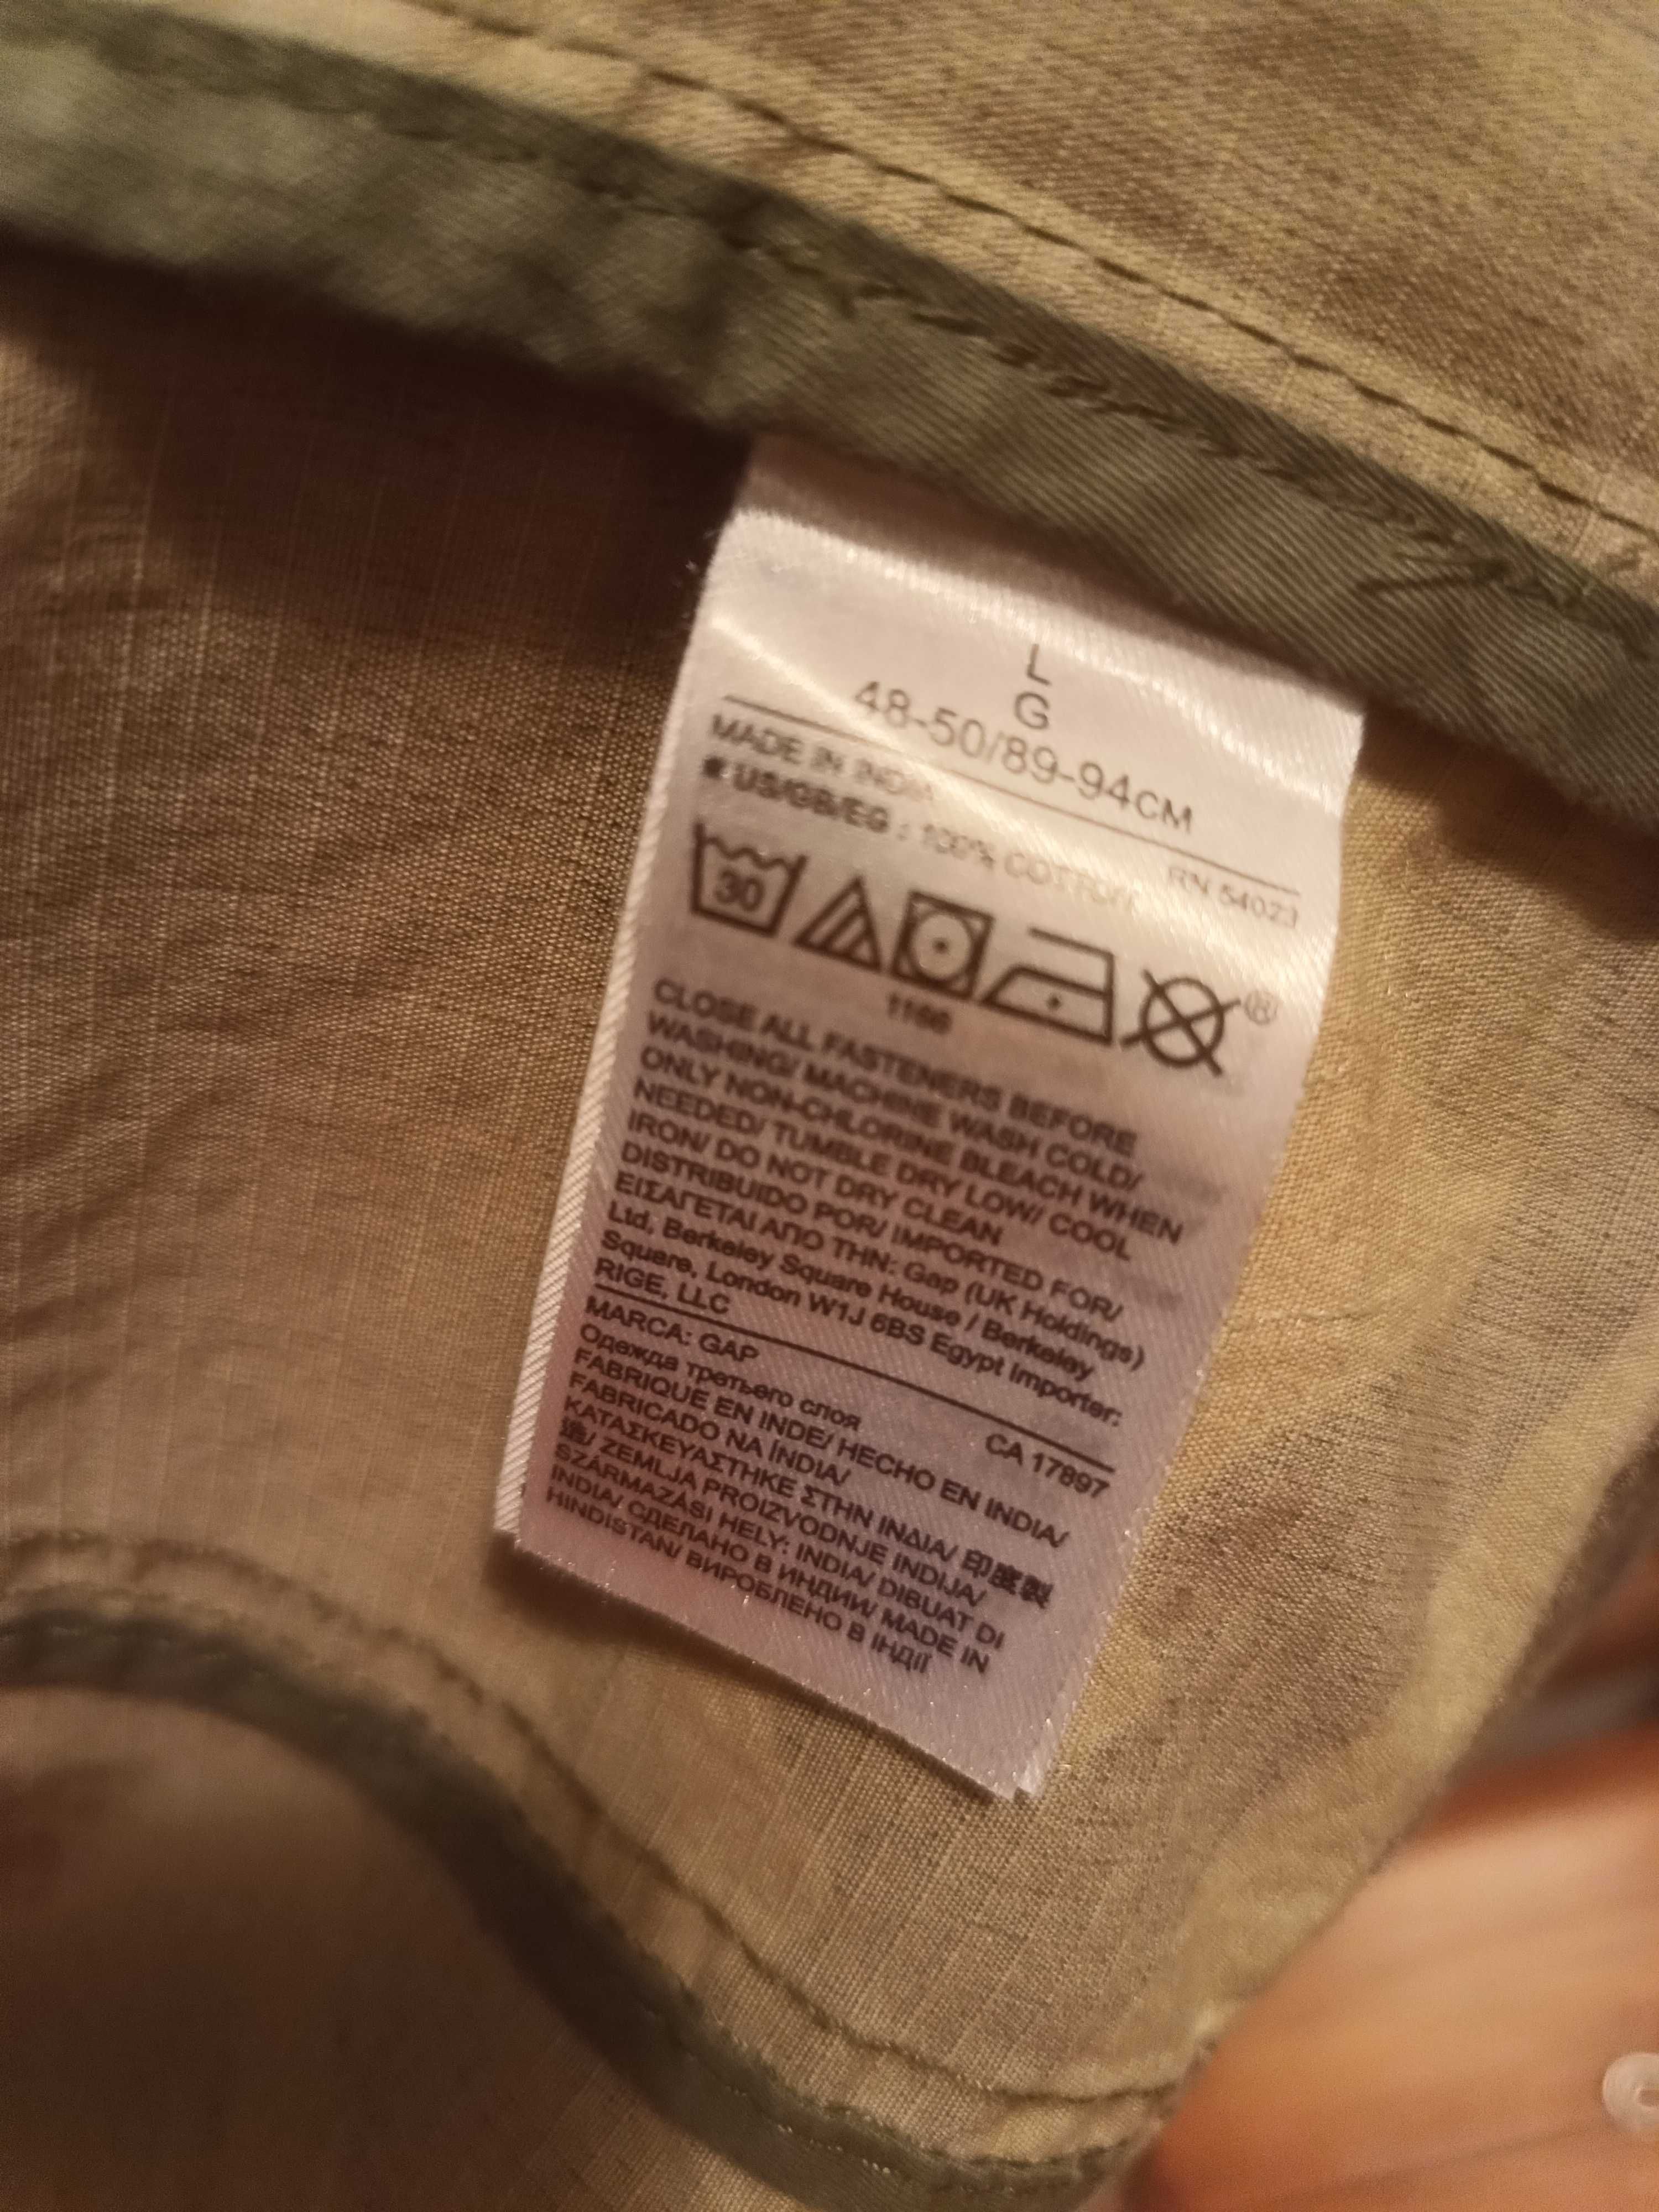 L
G
48-50/89-94CM
MADE IN INDIA
RN 54023
# US/GB/EG : 100% COTTON
30
®
1166
CLOSE ALL FASTENERS BEFORE
WASHING/ MACHINE WASH COLD/
ONLY NON-CHLORINE BLEACH WHEN
NEEDED/ TUMBLE DRY LOW/ COOL
IRON/ DO NOT DRY CLEAN
DISTRIBUIDO POR/ IMPORTED FOR/
ΕΙΣΑΓΕΤΑΙ ΑΠΟ ΤΗΝ: Gap (UK Holdings)
Ltd, Berkeley Square House / Berkeley
Square, London W1J 6BS Egypt Importer:
RIGE, LLC
MARCA: GAP
CA 17897
Одежда третьего слоя
FABRIQUE EN INDE/ HECHO EN INDIA/
FABRICADO NA ÍNDIA/
ΚΑΤΑΣΚΕΥΑΣΤΗΚΕ ΣΤΗΝ ΙΝΔΙΑ/ 印度製
造/ ZEMLJA PROIZVODNJE INDIJA/
SZÁRMAZÁSI HELY: INDIA/ DIBUAT DI
INDIA/ СДЕЛАНО В ИНДИИ/ MADE IN
HINDISTAN/ ВИРОБЛЕНО В ІНДІЇ